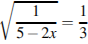 √(1/(5 − 2x)) = 1/3